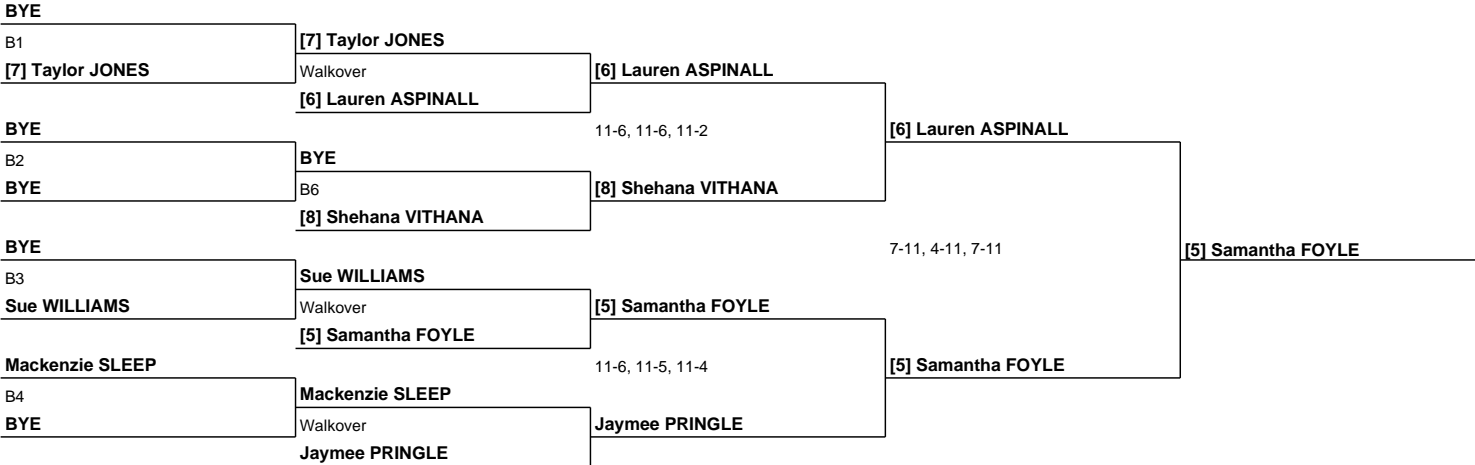 BYE
B1
[7] Taylor JONES
[7] Taylor JONES
Walkover
[6] Lauren ASPINALL
[6] Lauren ASPINALL
BYE
B2
BYE
BYE
B6
[8] Shehana VITHANA
11-6, 11-6, 11-2
[8] Shehana VITHANA
[6] Lauren ASPINALL
BYE
B3
Sue WILLIAMS
Sue WILLIAMS
Walkover
[5] Samantha FOYLE
[5] Samantha FOYLE
7-11, 4-11, 7-11
[5] Samantha FOYLE
Mackenzie SLEEP
B4
BYE
Mackenzie SLEEP
Walkover
Jaymee PRINGLE
11-6, 11-5, 11-4
Jaymee PRINGLE
[5] Samantha FOYLE